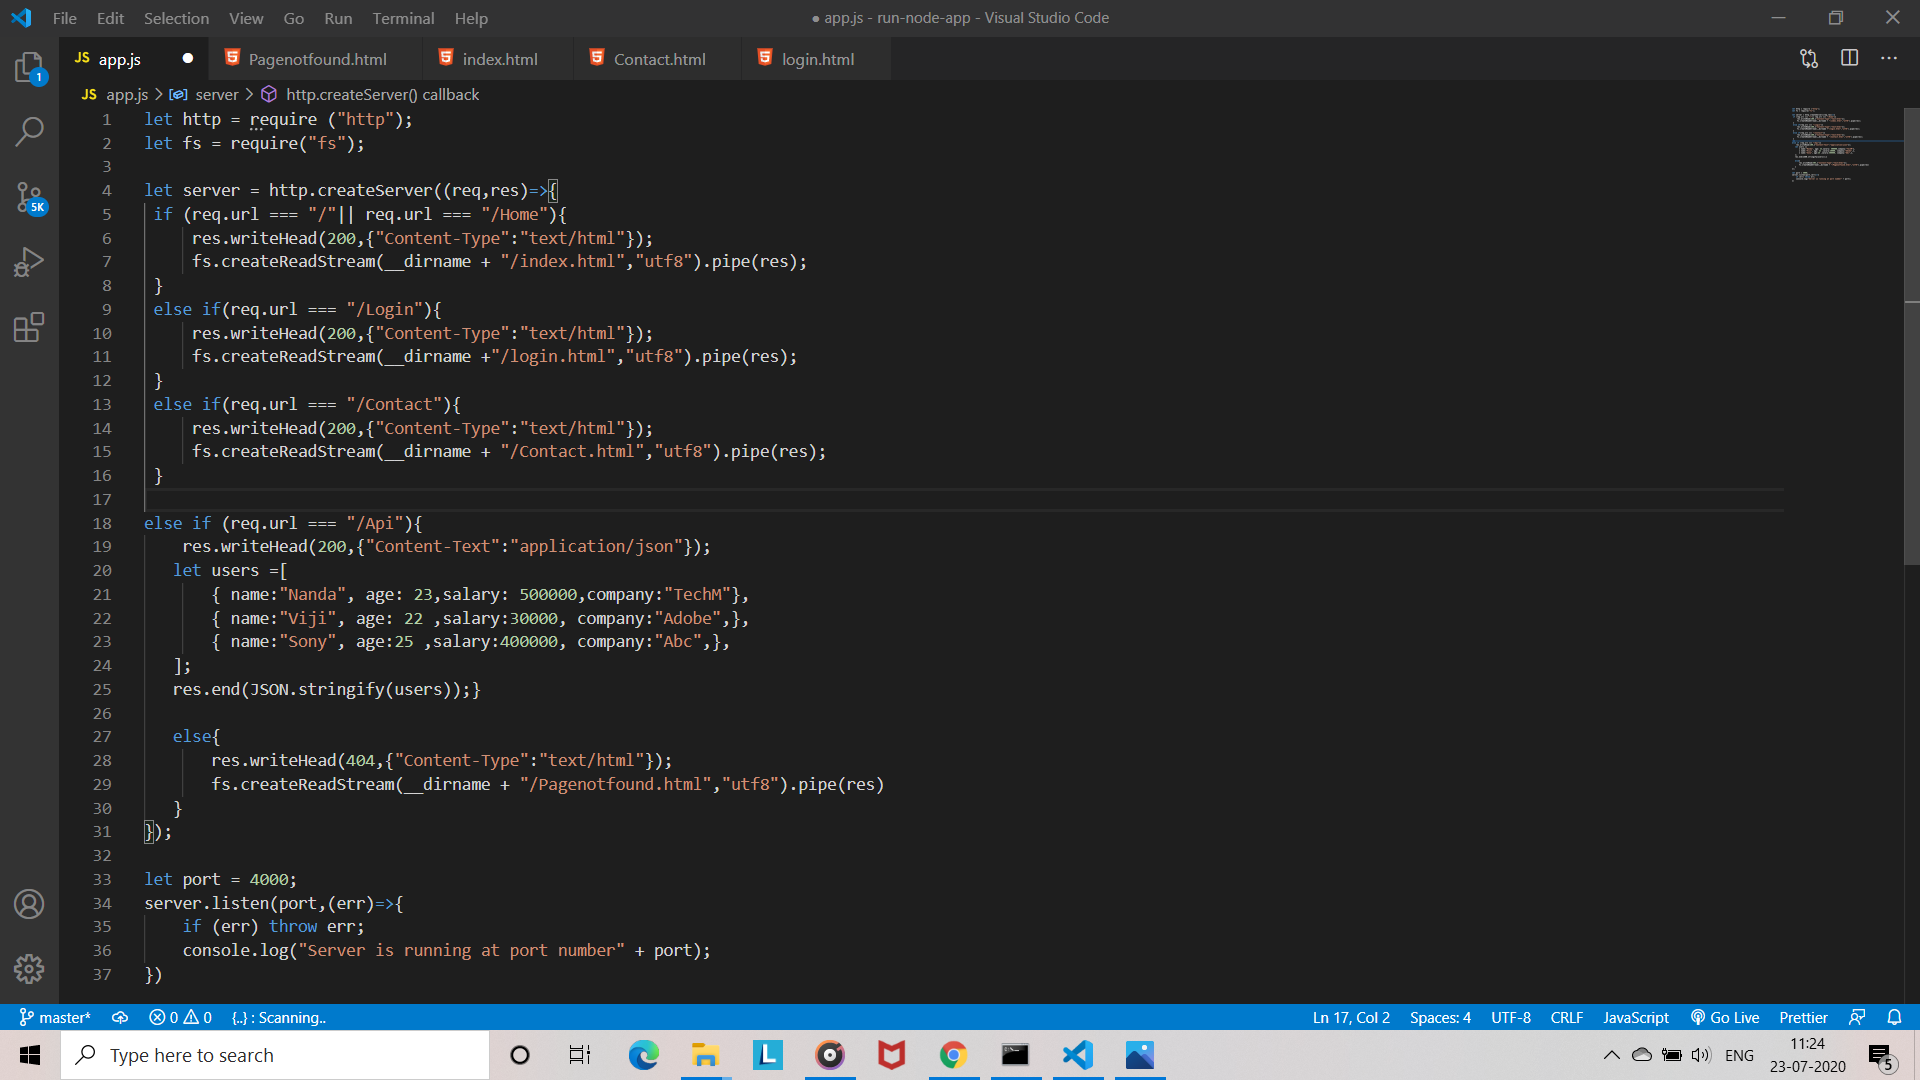 File Edit Selection View Go Run Terminal Help
● app.js - run-node-app - Visual Studio Code
JS app.js ● Pagenotfound.html index.html Contact.html login.html
1
JS app.js > server > http.createServer() callback
1 let http = require ("http");
2 let fs = require("fs");
3
4 let server = http.createServer((req,res)=>{
5 if (req.url === "/"|| req.url === "/Home"){
6 res.writeHead(200,{"Content-Type":"text/html"});
7 fs.createReadStream(__dirname + "/index.html","utf8").pipe(res);
8 }
9 else if(req.url === "/Login"){
10 res.writeHead(200,{"Content-Type":"text/html"});
11 fs.createReadStream(__dirname +"/login.html","utf8").pipe(res);
12 }
13 else if(req.url === "/Contact"){
14 res.writeHead(200,{"Content-Type":"text/html"});
15 fs.createReadStream(__dirname + "/Contact.html","utf8").pipe(res);
16 }
17
18 else if (req.url === "/Api"){
19 res.writeHead(200,{"Content-Text":"application/json"});
20 let users =[
21 { name:"Nanda", age: 23,salary: 500000,company:"TechM"},
22 { name:"Viji", age: 22 ,salary:30000, company:"Adobe",},
23 { name:"Sony", age:25 ,salary:400000, company:"Abc",},
24 ];
25 res.end(JSON.stringify(users));}
26
27 else{
28 res.writeHead(404,{"Content-Type":"text/html"});
29 fs.createReadStream(__dirname + "/Pagenotfound.html","utf8").pipe(res)
30 }
31 });
32
33 let port = 4000;
34 server.listen(port,(err)=>{
35 if (err) throw err;
36 console.log("Server is running at port number" + port);
37 })
5K
master* 0 0 {..} : Scanning.. Ln 17, Col 2 Spaces: 4 UTF-8 CRLF JavaScript Go Live Prettier
Type here to search
L
ENG
11:24
23-07-2020
5